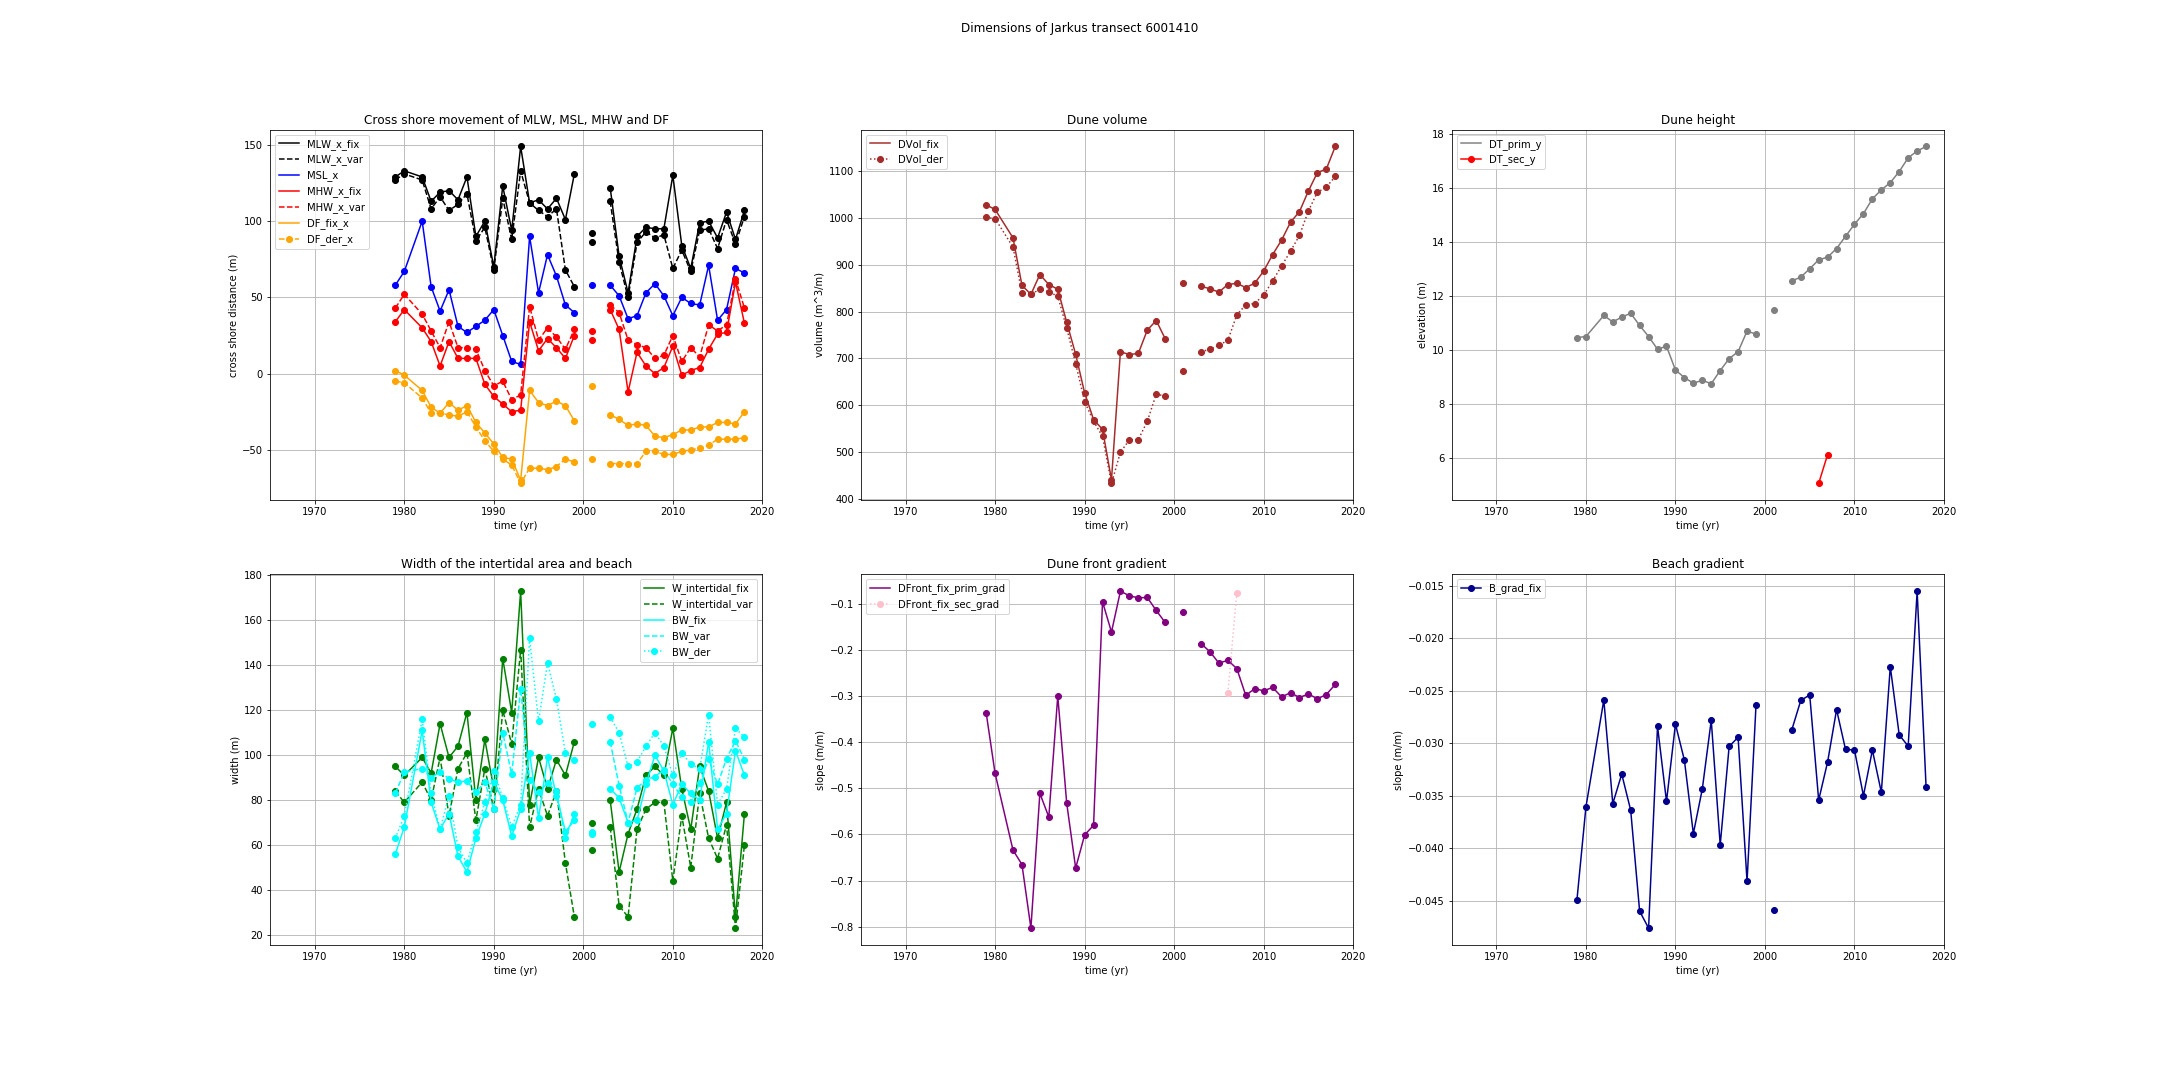 Dimensions of Jarkus transect 6001410
Cross shore movement of MLW, MSL, MHW and DF
MLW_x_fix
MLW_x_var
MSL_x
MHW_x_fix
MHW_x_var
DF_fix_x
DF_der_x
150
100
50
0
−50
cross shore distance (m)
1970 1980 1990 2000 2010 2020
time (yr)
Dune volume
DVol_fix
DVol_der
1100
1000
900
800
700
600
500
400
volume (m^3/m)
1970 1980 1990 2000 2010 2020
time (yr)
Dune height
DT_prim_y
DT_sec_y
18
16
14
12
10
8
6
elevation (m)
1970 1980 1990 2000 2010 2020
time (yr)
Width of the intertidal area and beach
W_intertidal_fix
W_intertidal_var
BW_fix
BW_var
BW_der
180
160
140
120
100
80
60
40
20
width (m)
1970 1980 1990 2000 2010 2020
time (yr)
Dune front gradient
DFront_fix_prim_grad
DFront_fix_sec_grad
−0.1
−0.2
−0.3
−0.4
−0.5
−0.6
−0.7
−0.8
slope (m/m)
1970 1980 1990 2000 2010 2020
time (yr)
Beach gradient
B_grad_fix
−0.015
−0.020
−0.025
−0.030
−0.035
−0.040
−0.045
slope (m/m)
1970 1980 1990 2000 2010 2020
time (yr)